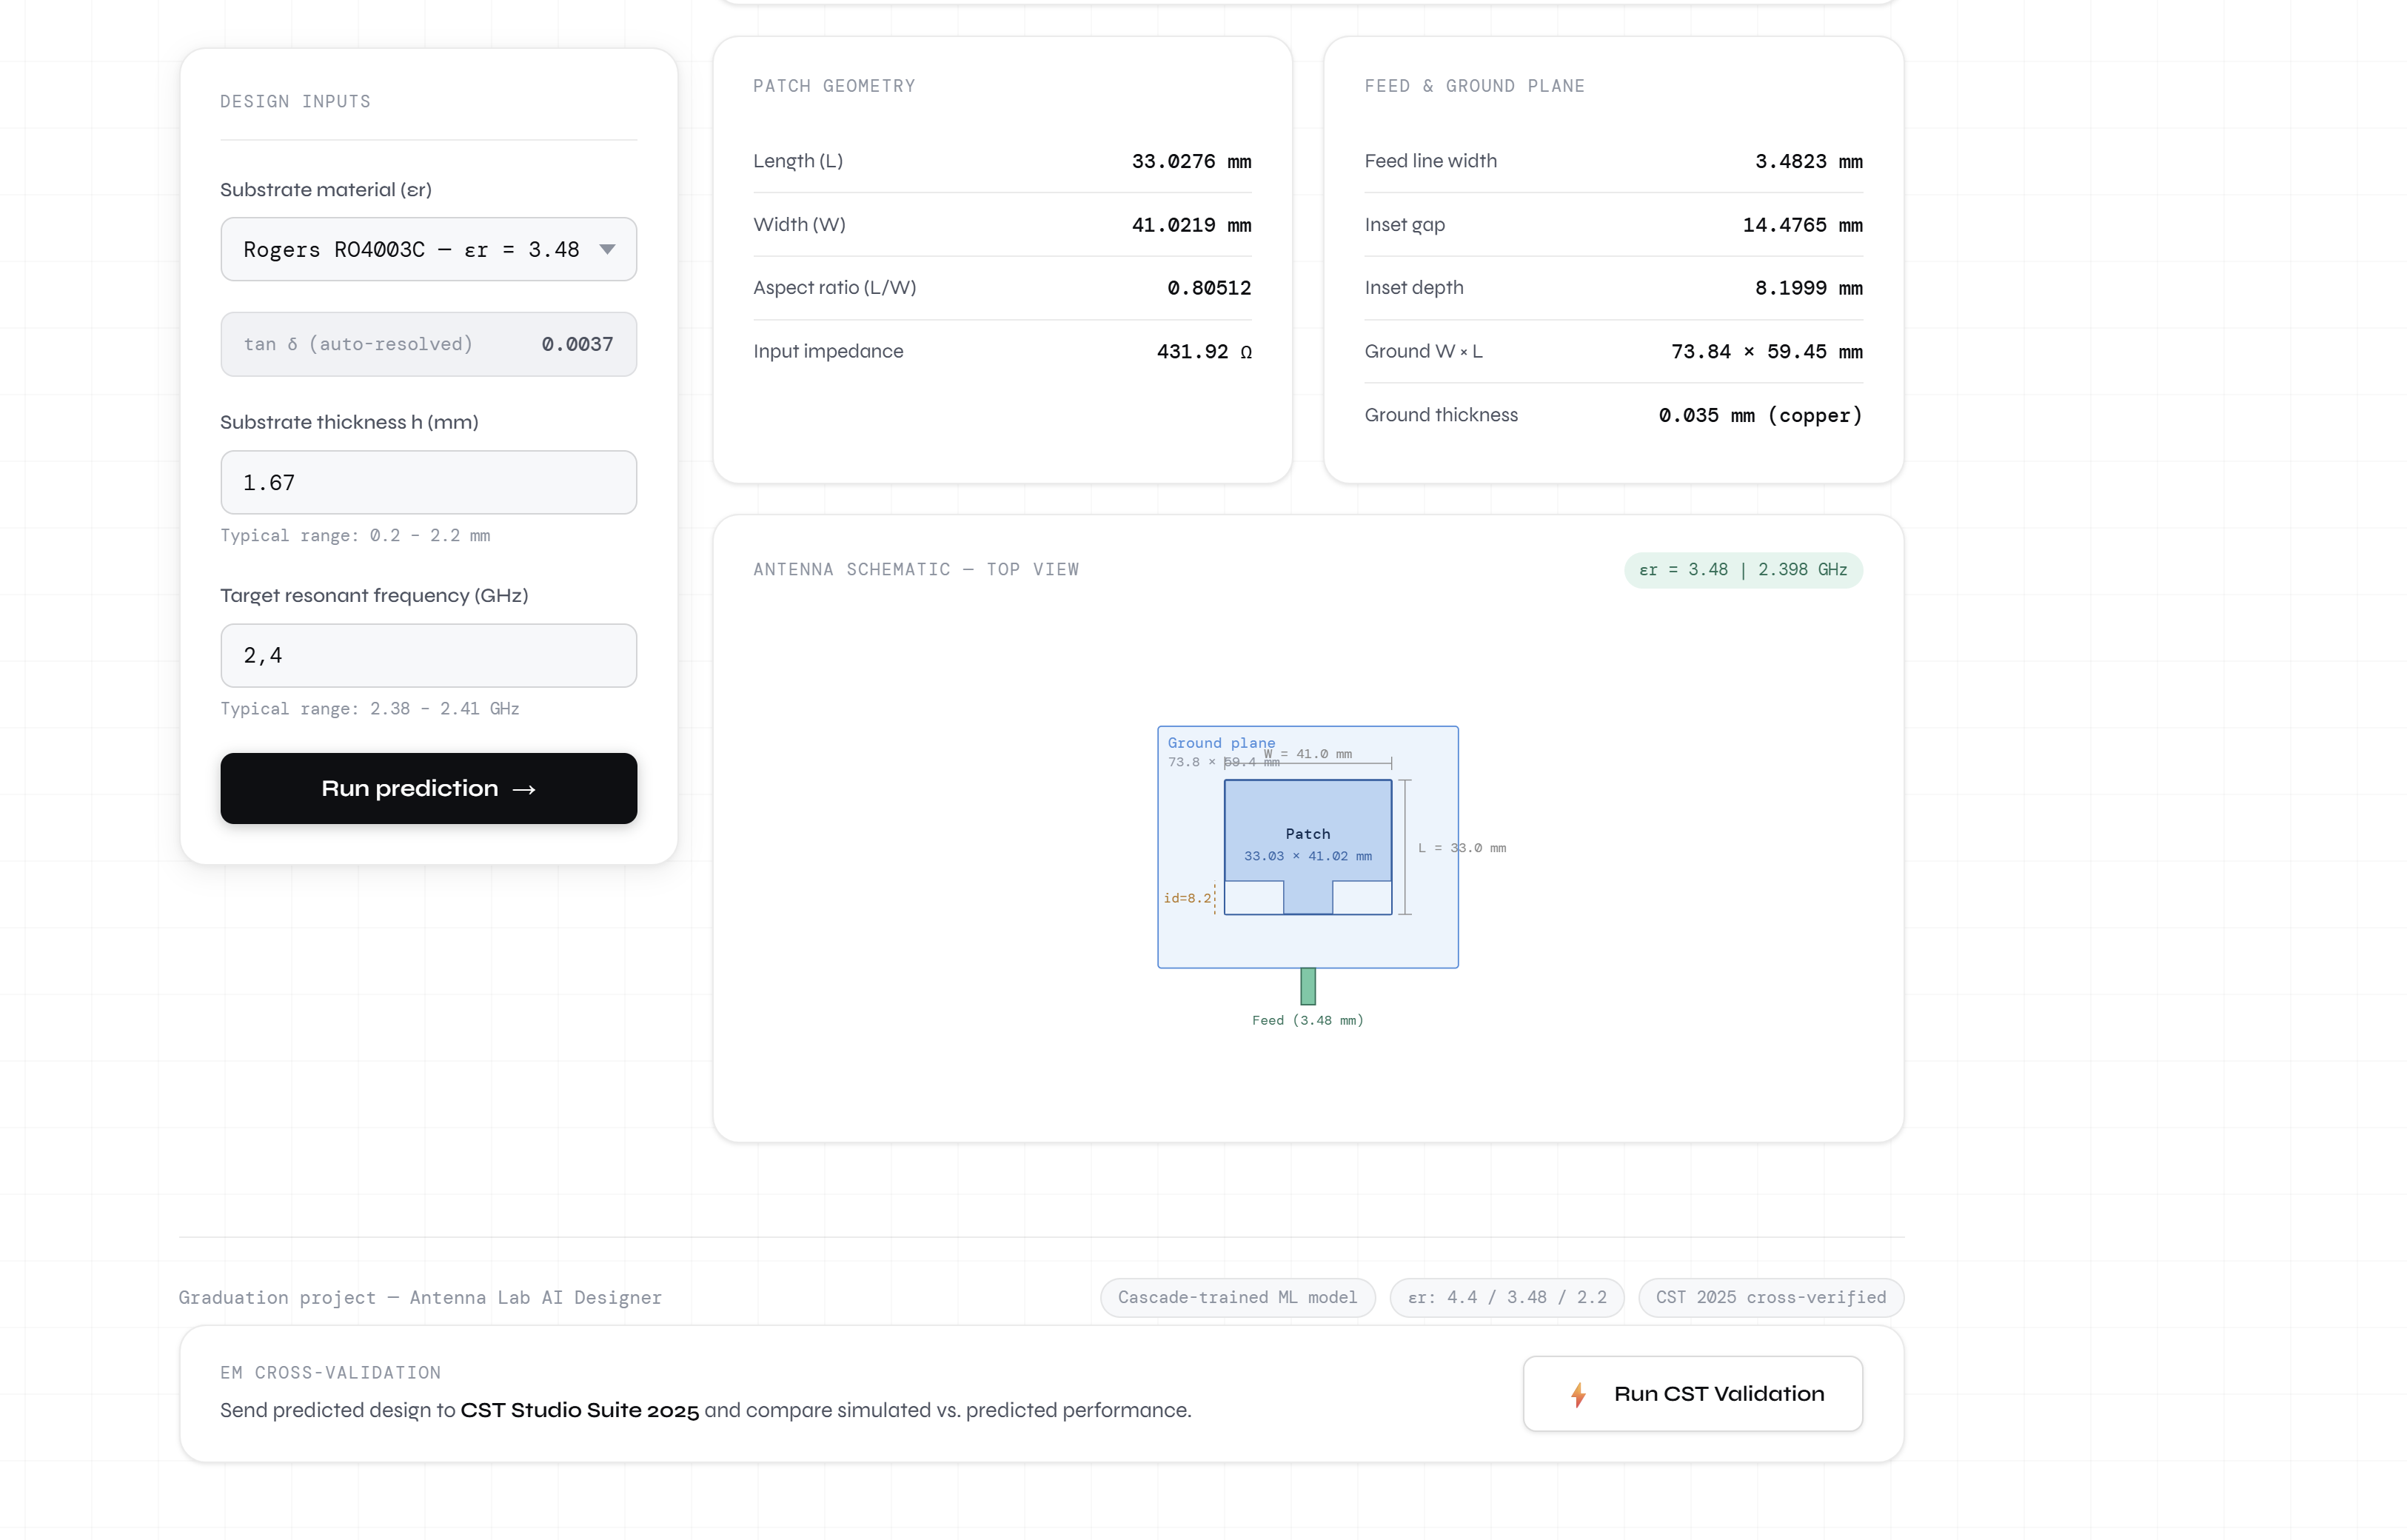 DESIGN INPUTS
Substrate material (εr)
Rogers RO4003C — εr = 3.48
tan δ (auto-resolved) 0.0037
Substrate thickness h (mm)
1.67
Typical range: 0.2 – 2.2 mm
Target resonant frequency (GHz)
2,4
Typical range: 2.38 – 2.41 GHz
Run prediction →
PATCH GEOMETRY
Length (L) 33.0276 mm
Width (W) 41.0219 mm
Aspect ratio (L/W) 0.80512
Input impedance 431.92 Ω
FEED & GROUND PLANE
Feed line width 3.4823 mm
Inset gap 14.4765 mm
Inset depth 8.1999 mm
Ground W × L 73.84 × 59.45 mm
Ground thickness 0.035 mm (copper)
ANTENNA SCHEMATIC — TOP VIEW
εr = 3.48 | 2.398 GHz
Ground plane
W = 41.0 mm
73.8 × 59.4 mm
Patch
33.03 × 41.02 mm
L = 33.0 mm
id=8.2
Feed (3.48 mm)
Graduation project — Antenna Lab AI Designer
Cascade-trained ML model
εr: 4.4 / 3.48 / 2.2
CST 2025 cross-verified
EM CROSS-VALIDATION
Send predicted design to CST Studio Suite 2025 and compare simulated vs. predicted performance.
Run CST Validation